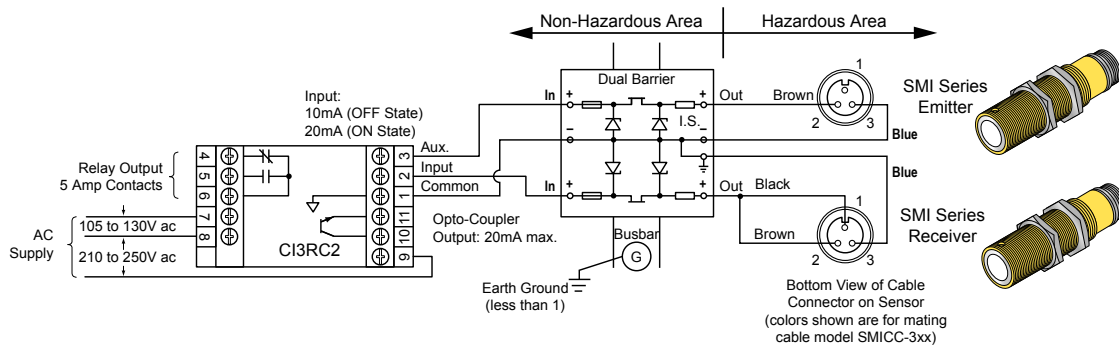 Non-Hazardous Area
Hazardous Area
Dual Barrier
Input:
10mA (OFF State)
20mA (ON State)
In
+
+
Out
Brown
1
2
3
SMI Series
Emitter
I.S.
–
–
Blue
Relay Output
5 Amp Contacts
4
5
6
7
8
3
2
1
11
10
9
Aux.
Input
Common
CI3RC2
Opto-Coupler
Output: 20mA max.
AC
Supply
105 to 130V ac
210 to 250V ac
In
+
+
Out
Black
Brown
Blue
1
2
3
SMI Series
Receiver
Busbar
G
Earth Ground
(less than 1)
Bottom View of Cable
Connector on Sensor
(colors shown are for mating
cable model SMICC-3xx)